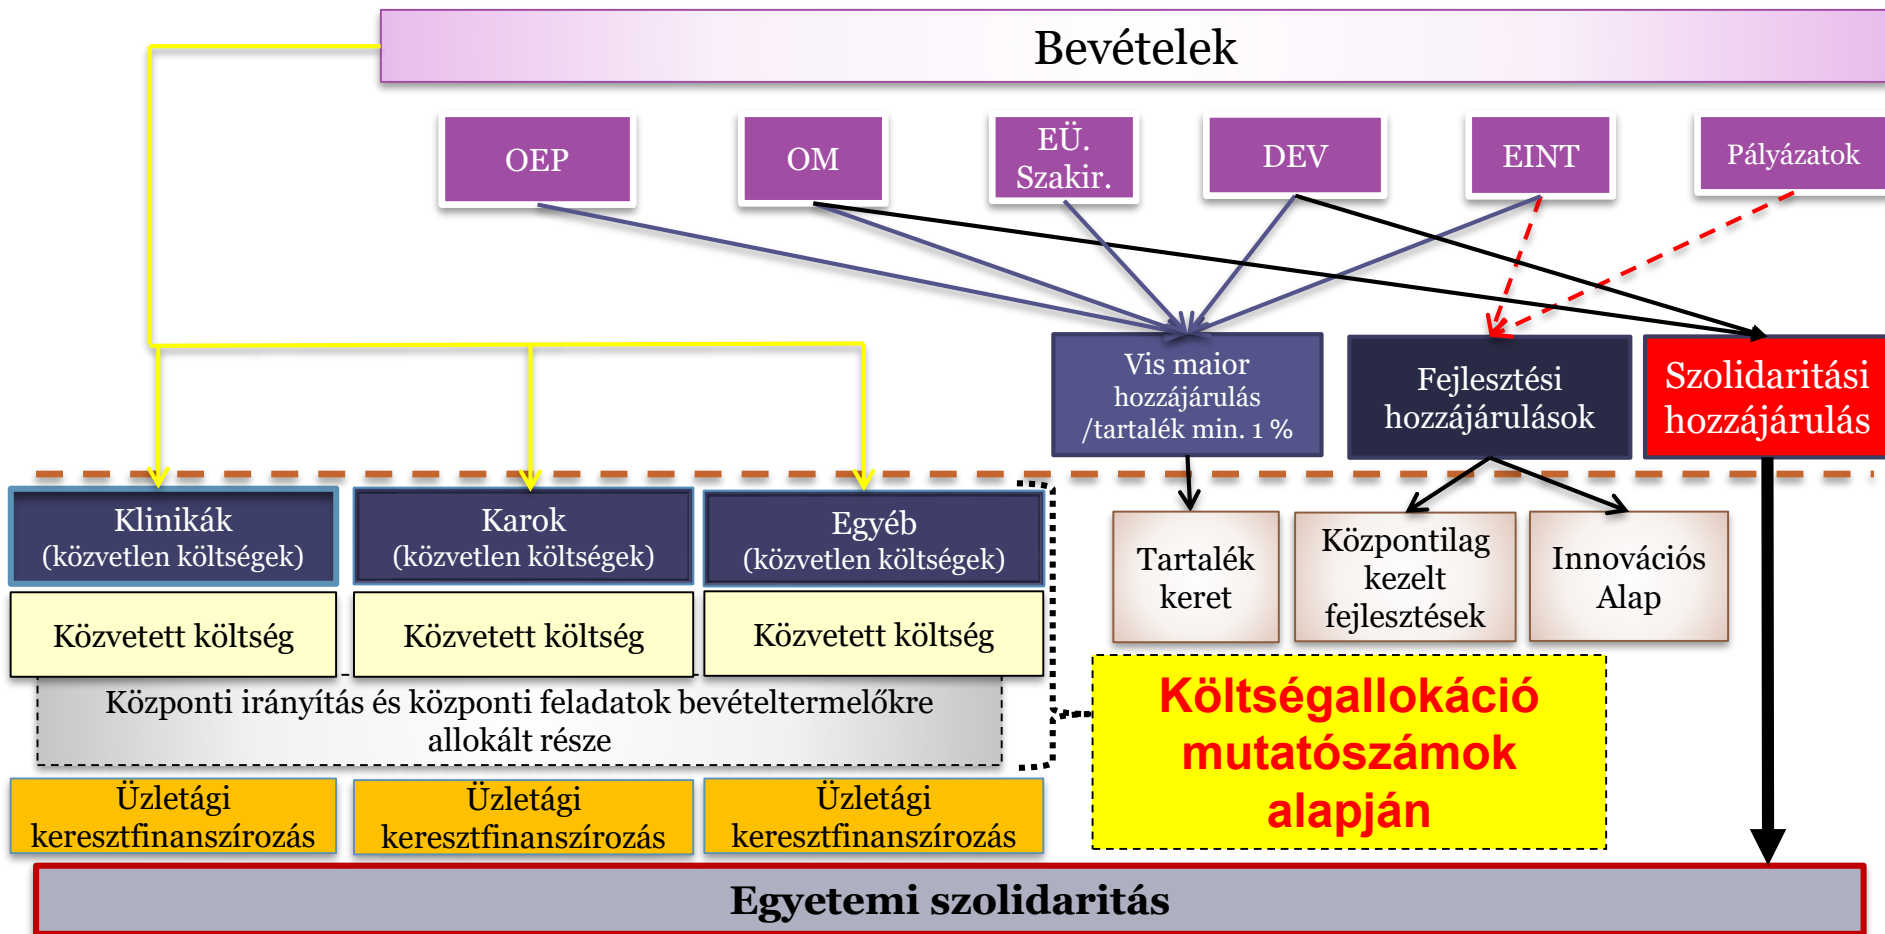 Bevételek
OEP
OM
EÜ.
Szakir.
DEV
EINT
Pályázatok
Vis maior
hozzájárulás
/tartalék min. 1 %
Fejlesztési
hozzájárulások
Szolidaritási
hozzájárulás
Klinikák
(közvetlen költségek)
Karok
(közvetlen költségek)
Egyéb
(közvetlen költségek)
Tartalék
keret
Központilag
kezelt
fejlesztések
Innovációs
Alap
Közvetett költség
Közvetett költség
Közvetett költség
Központi irányítás és központi feladatok bevételtermelőkre
allokált része
Költségallokáció
mutatószámok
alapján
Üzletági
keresztfinanszírozás
Üzletági
keresztfinanszírozás
Üzletági
keresztfinanszírozás
Egyetemi szolidaritás